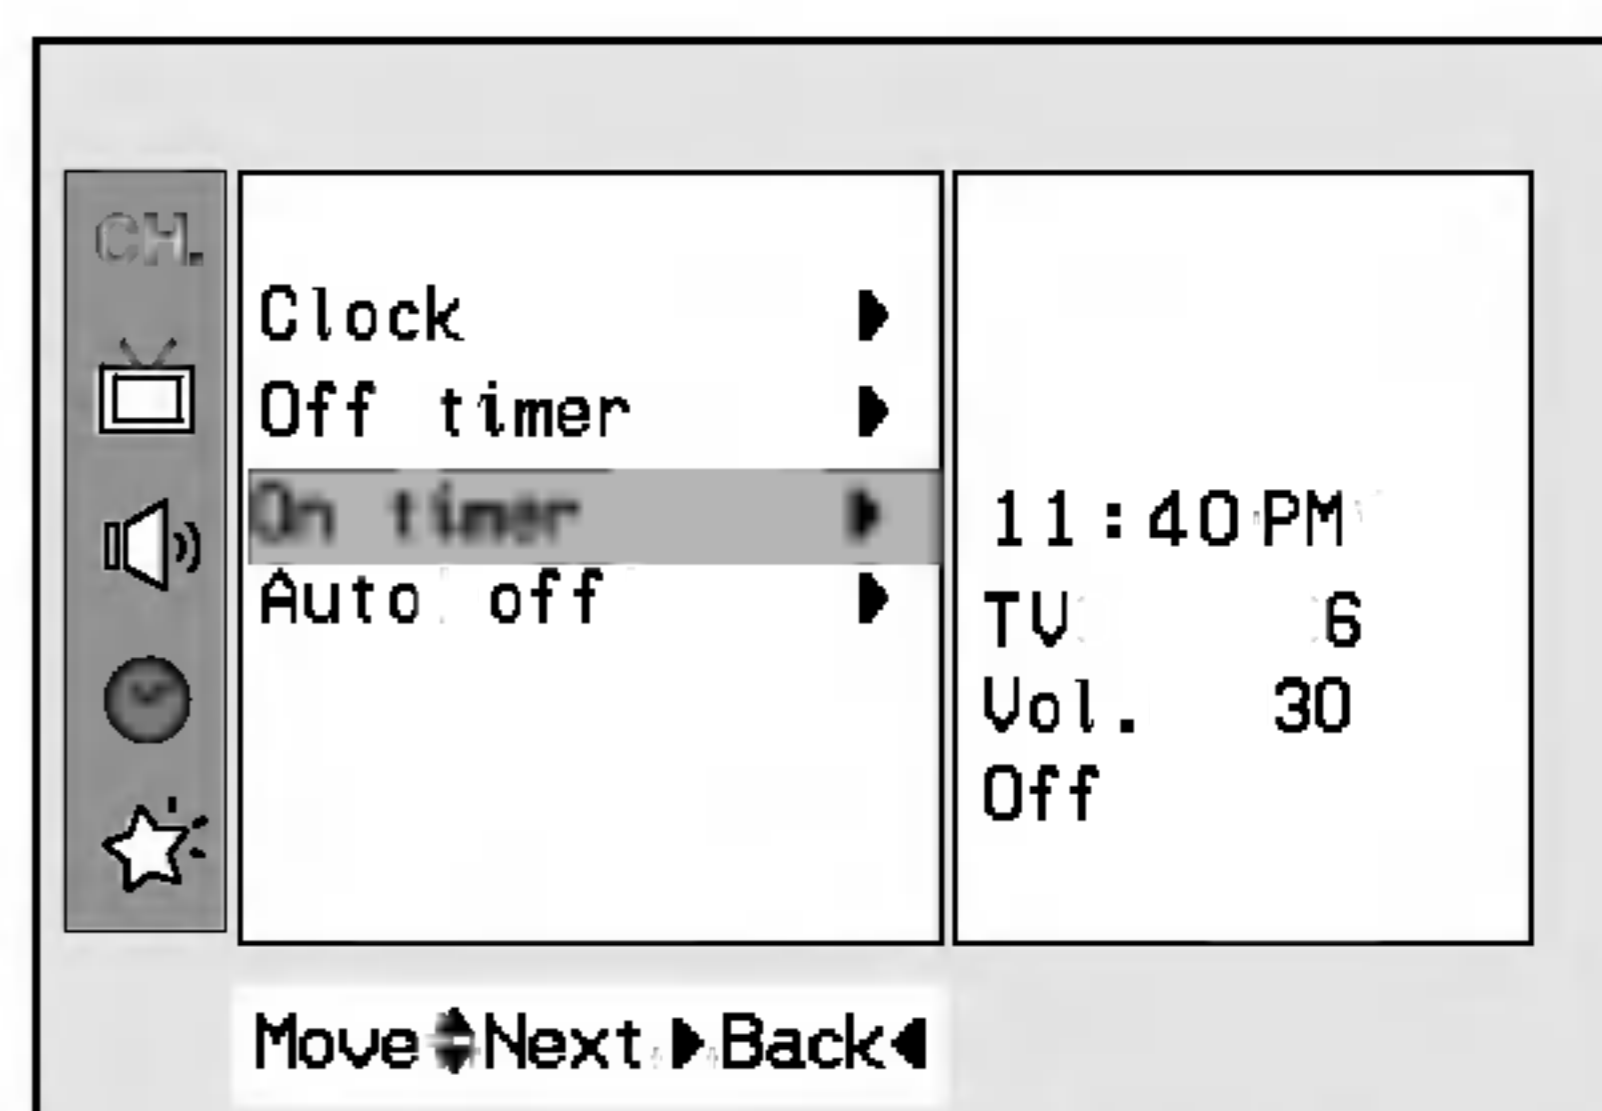 CH.
Clock
Off timer
On timer
Auto off
11:40 PM
TV 6
Vol. 30
Off
Move Next Back